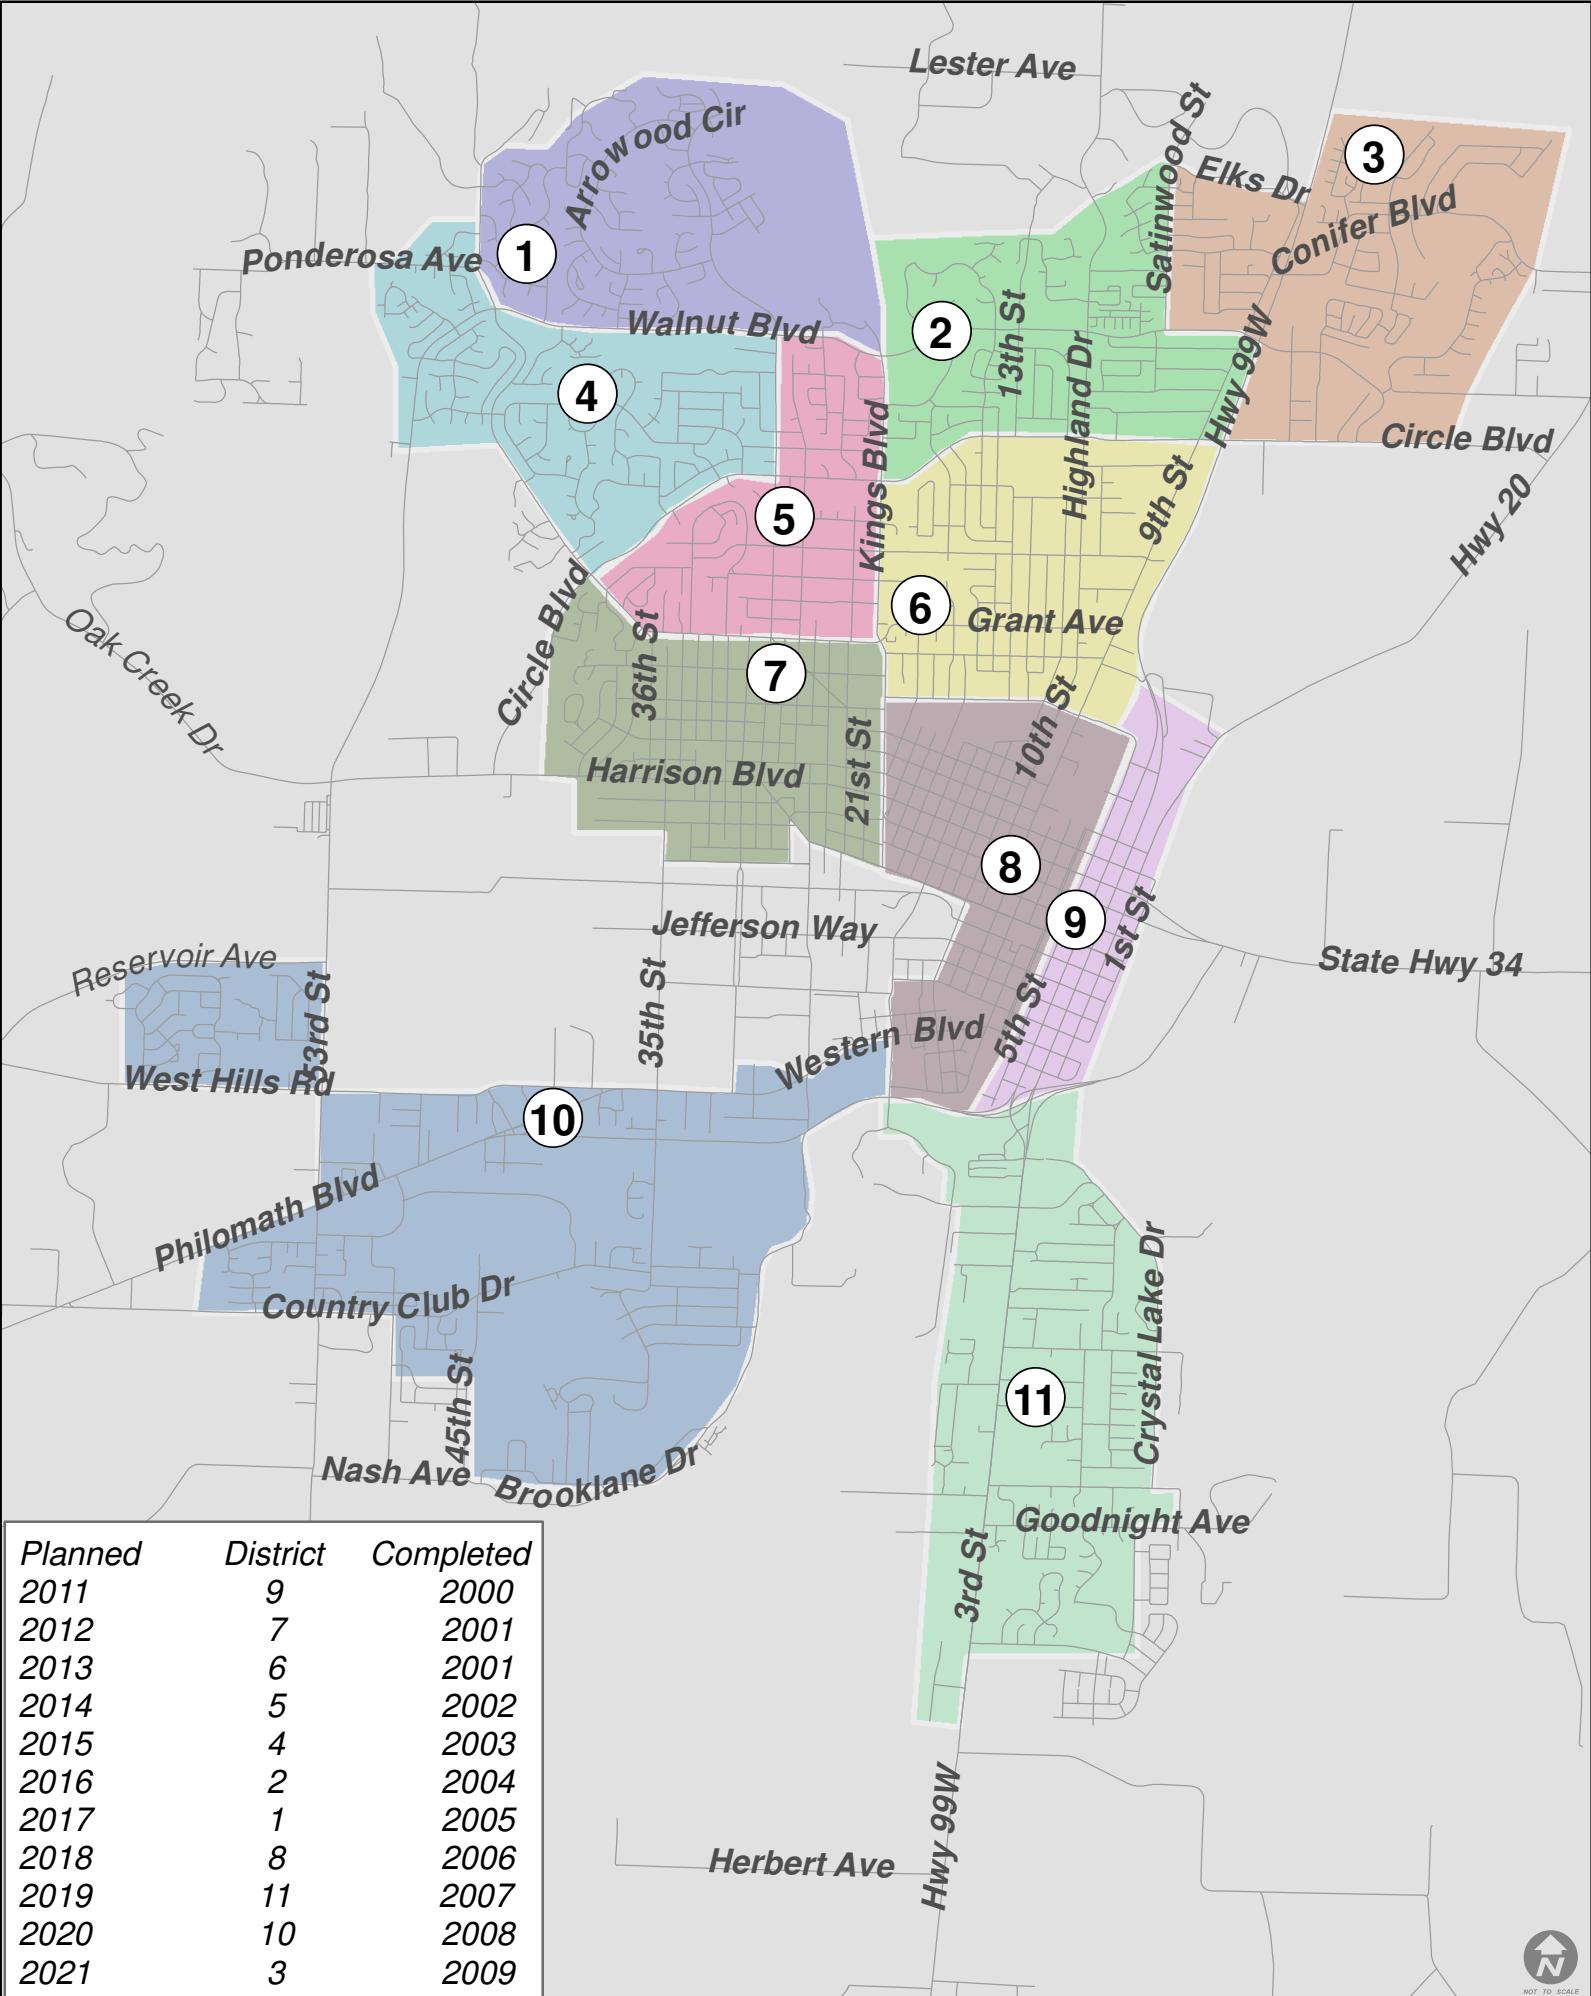 Lester Ave
Satinwood St
Elks Dr
3
Arrowood Cir
Conifer Blvd
Ponderosa Ave
1
Walnut Blvd
2
13th St
Highland Dr
Hwy 99W
4
Kings Blvd
Circle Blvd
5
9th St
Hwy 20
6
Grant Ave
Circle Blvd
36th St
7
Oak Creek Dr
10th St
21st St
Harrison Blvd
8
9
1st St
Jefferson Way
State Hwy 34
Reservoir Ave
53rd St
35th St
5th St
Western Blvd
West Hills Rd
10
Philomath Blvd
Country Club Dr
Crystal Lake Dr
11
45th St
Nash Ave
Brooklane Dr
Goodnight Ave
3rd St
Planned District Completed
2011 9 2000
2012 7 2001
2013 6 2001
2014 5 2002
2015 4 2003
2016 2 2004
2017 1 2005
2018 8 2006
2019 11 2007
2020 10 2008
2021 3 2009
Hwy 99W
Herbert Ave
N
NOT TO SCALE